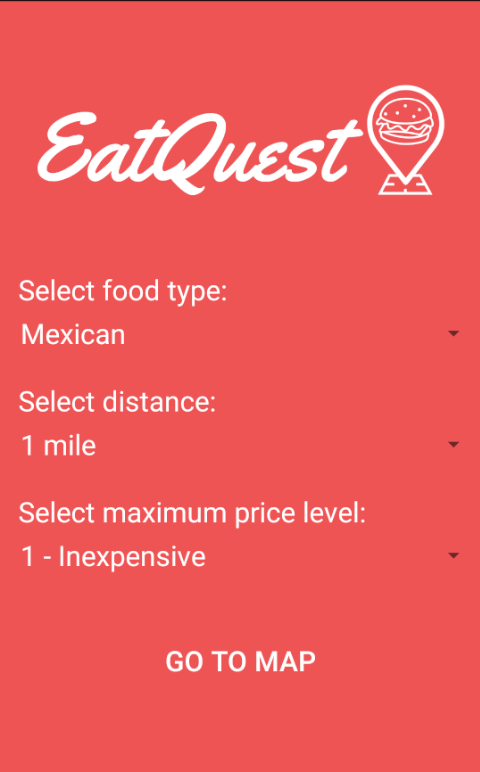 EatQuest
Select food type:
Mexican
Select distance:
1 mile
Select maximum price level:
1 - Inexpensive
GO TO MAP